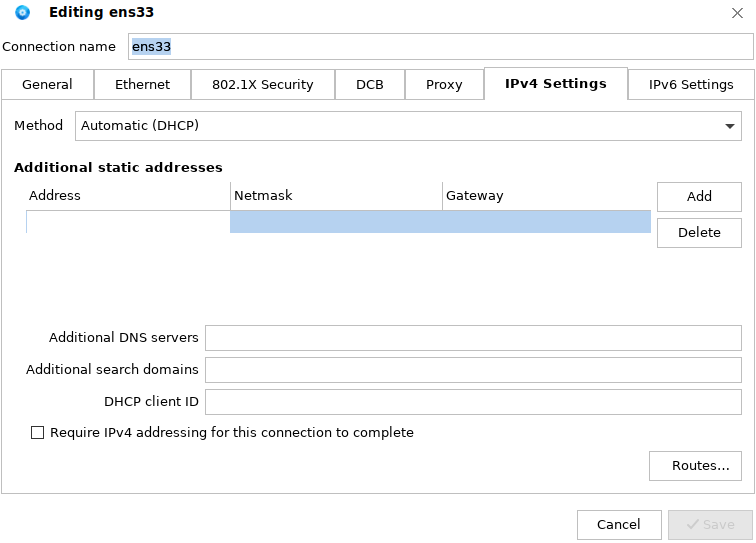 Editing ens33
Connection name ens33
General Ethernet 802.1X Security DCB Proxy IPv4 Settings IPv6 Settings
Method Automatic (DHCP)
Additional static addresses
Address Netmask Gateway Add
Delete
Additional DNS servers
Additional search domains
DHCP client ID
Require IPv4 addressing for this connection to complete
Routes...
Cancel Save